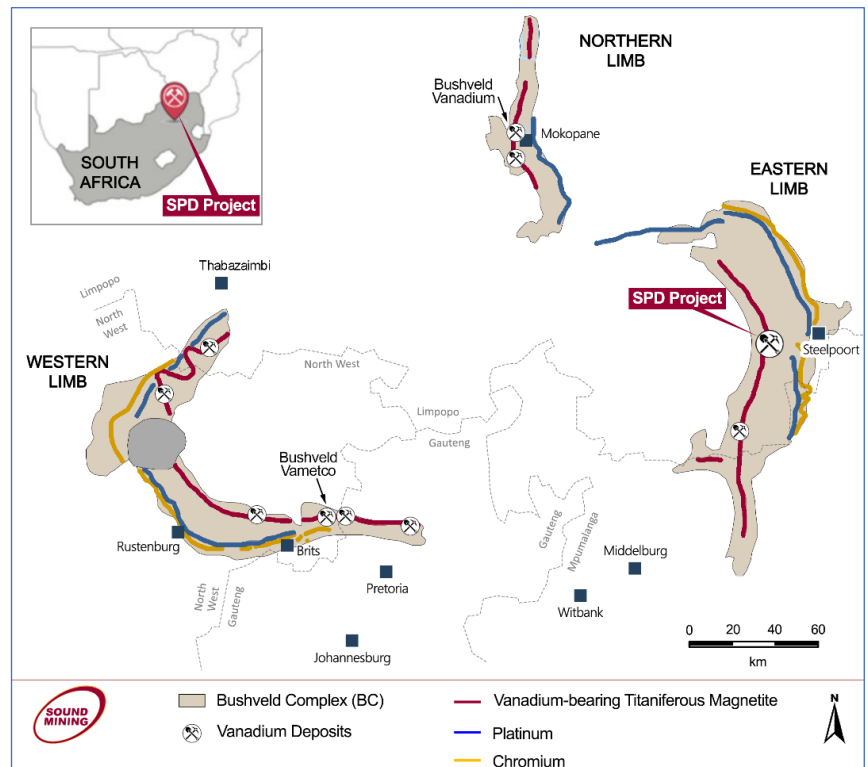 SOUTH
AFRICA
SPD Project
NORTHERN
LIMB
Bushveld
Vanadium
Mokopane
EASTERN
LIMB
SPD Project
Steelpoort
Thabazaimbi
Limpopo
North
West
WESTERN
LIMB
North West
Limpopo
Gauteng
Bushveld
Vametco
Rustenburg
Brits
Pretoria
North
West
Gauteng
Johannesburg
Gauteng
Mpumalanga
Middelburg
Witbank
0 20 40 60
km
SOUND
MINING
Bushveld Complex (BC)
Vanadium Deposits
Vanadium-bearing Titaniferous Magnetite
Platinum
Chromium
N